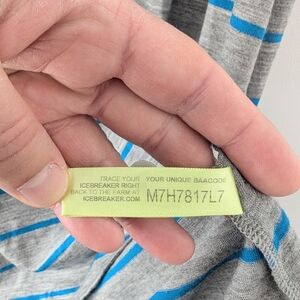 TRACE YOUR
ICEBREAKER RIGHT
BACK TO THE FARM AT
ICEBREAKER.COM
YOUR UNIQUE BAACODE
M7H7817L7